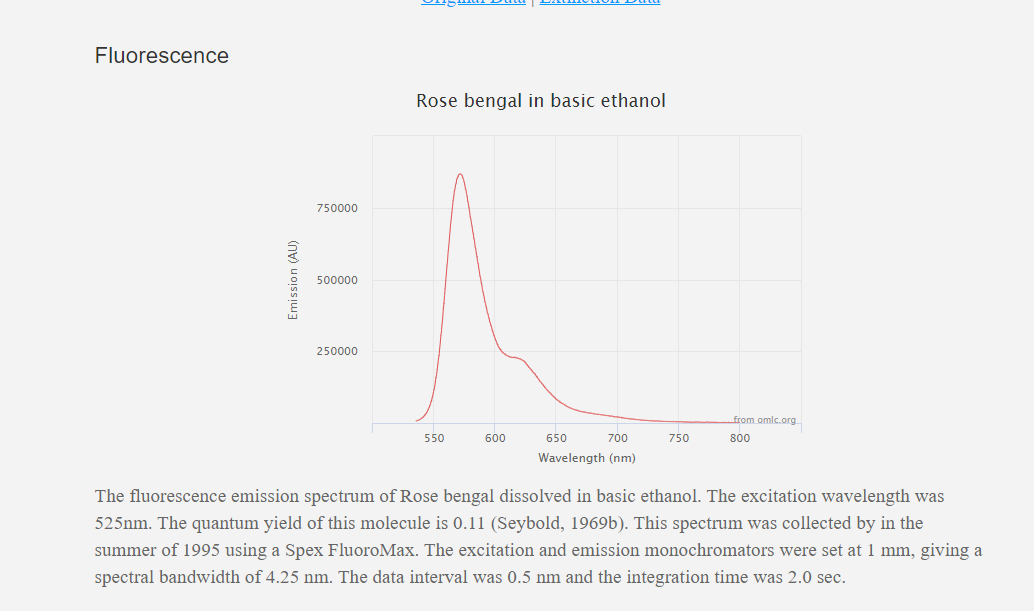 Original Data | Extinction Data
Fluorescence
Rose bengal in basic ethanol
Emission (AU)
750000
500000
250000
from omlc.org
550 600 650 700 750 800
Wavelength (nm)
The fluorescence emission spectrum of Rose bengal dissolved in basic ethanol. The excitation wavelength was
525nm. The quantum yield of this molecule is 0.11 (Seybold, 1969b). This spectrum was collected by in the
summer of 1995 using a Spex FluoroMax. The excitation and emission monochromators were set at 1 mm, giving a
spectral bandwidth of 4.25 nm. The data interval was 0.5 nm and the integration time was 2.0 sec.